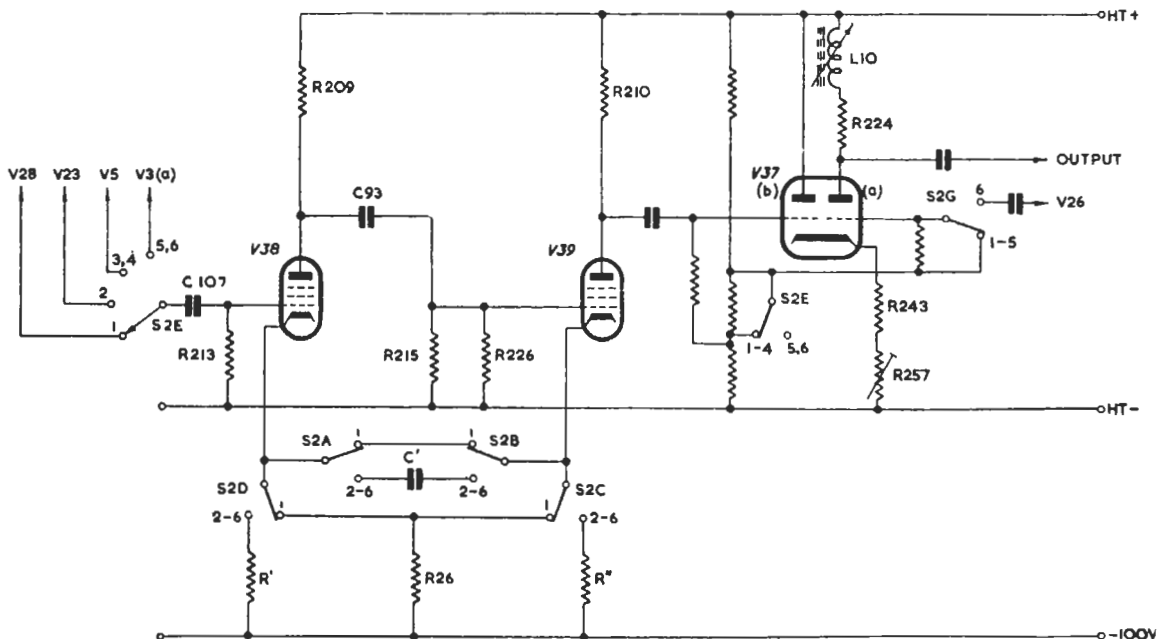 HT+
L10
R209
R210
R224
V28
V23
V5
V3(a)
C93
OUTPUT
V37
(b)
(a)
S2G
6
V26
1-5
V38
V39
3,4
5,6
C107
2
1
S2E
R213
R215
R226
S2E
1-4
5,6
R243
R257
HT-
S2A
1
1
S2B
C'
2-6
2-6
S2D
1
1
S2C
2-6
2-6
R'
R26
R"
-100V